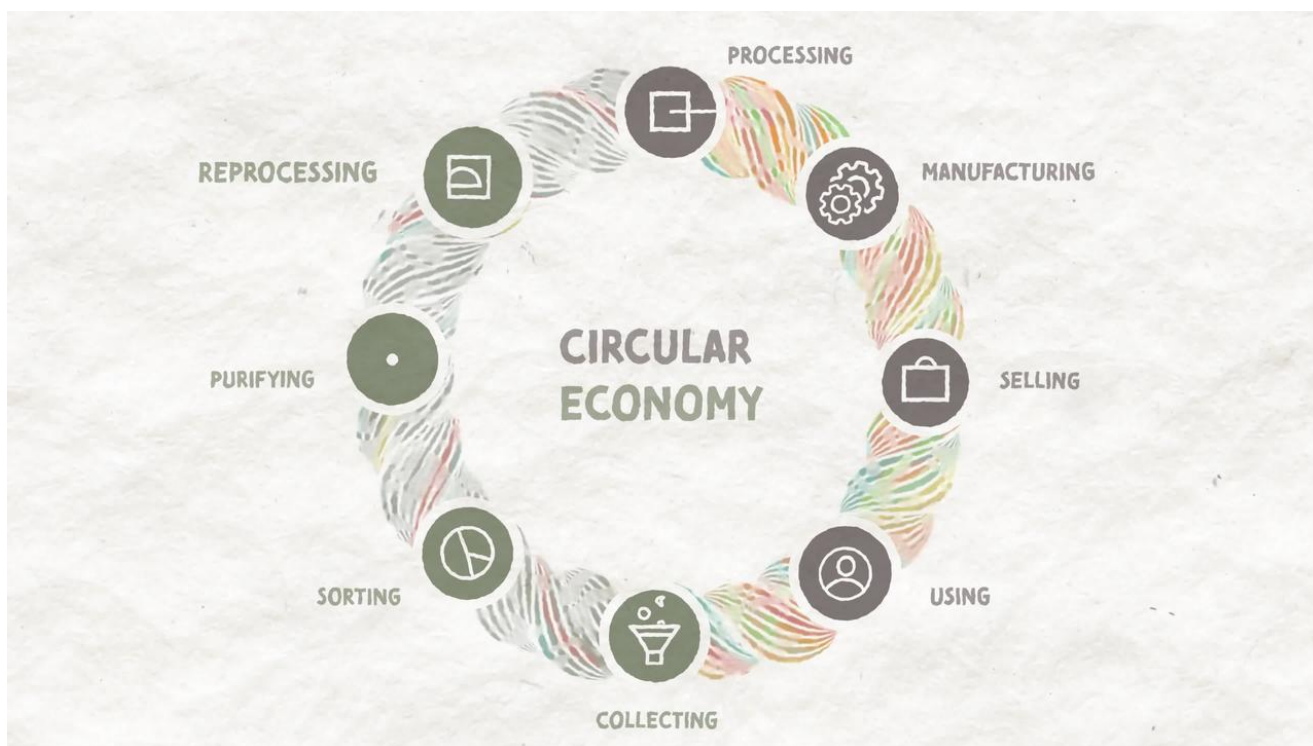 PROCESSING
REPROCESSING
MANUFACTURING
CIRCULAR
ECONOMY
PURIFYING
SELLING
SORTING
USING
COLLECTING